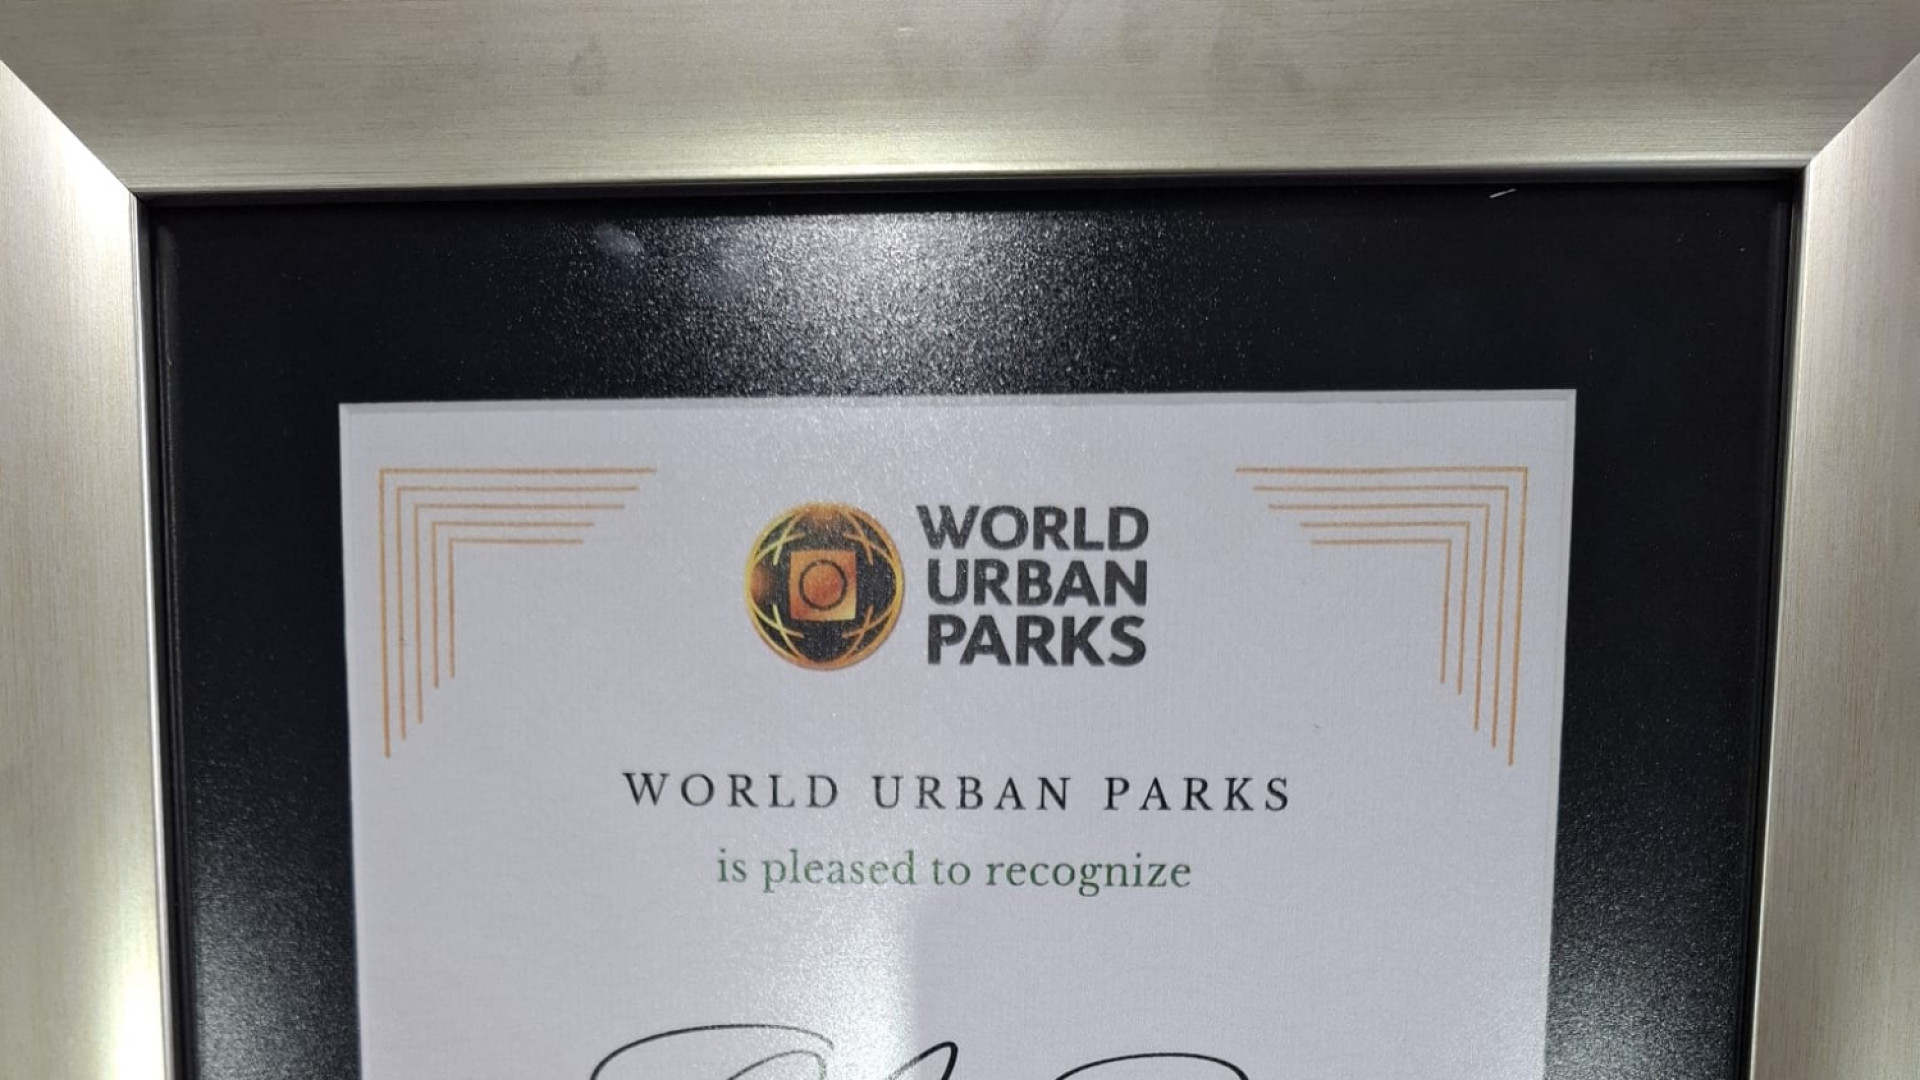 WORLD
URBAN
PARKS
WORLD URBAN PARKS
is pleased to recognize